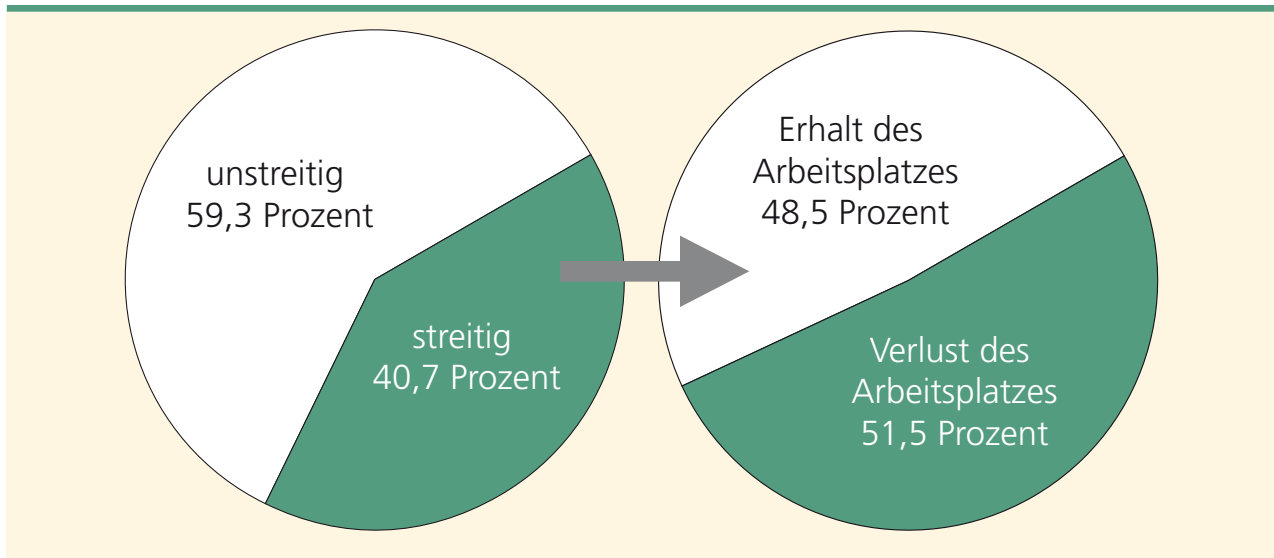 unstreitig
59,3 Prozent
streitig
40,7 Prozent
Erhalt des
Arbeitsplatzes
48,5 Prozent
Verlust des
Arbeitsplatzes
51,5 Prozent